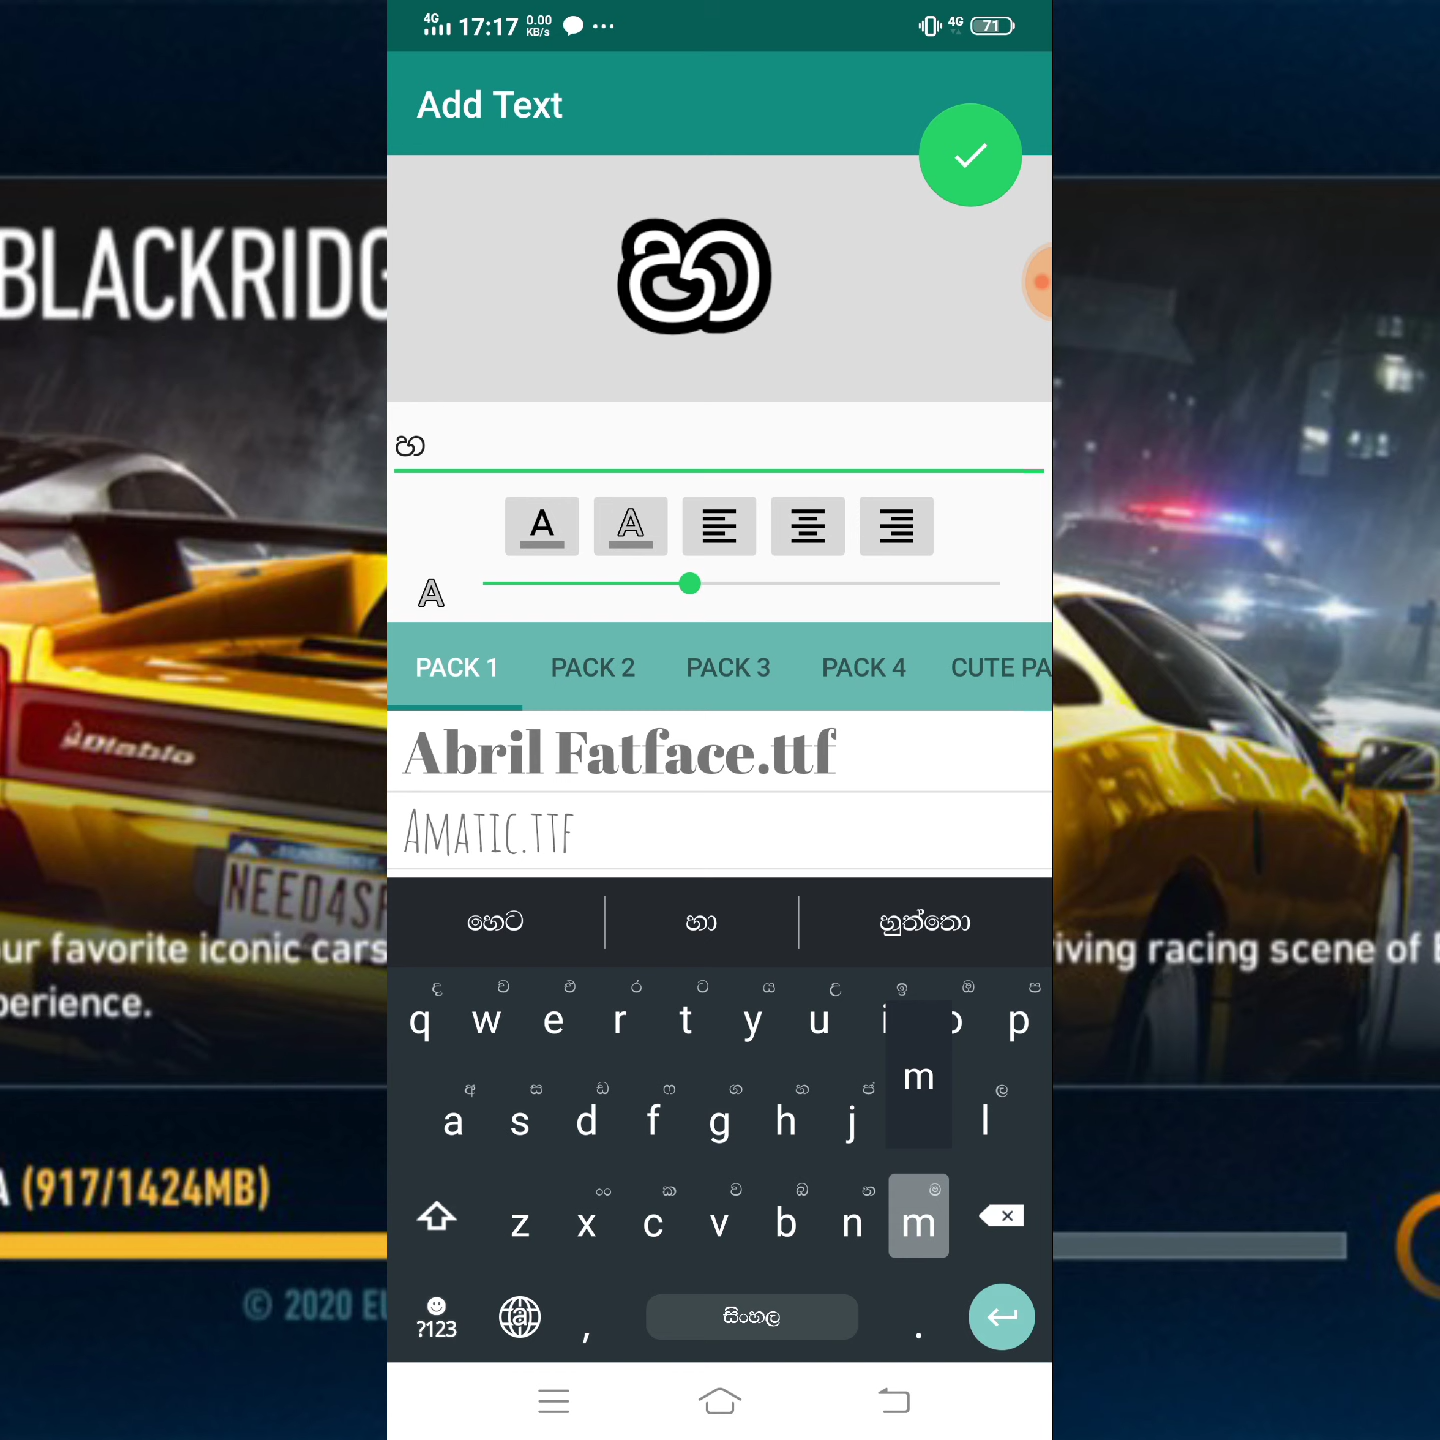 4G 17:17 0.00 KB/s ... 4G 71
Add Text
BLACKRIDG
හ
හ
A A
A
PACK 1 PACK 2 PACK 3 PACK 4 CUTE PA
Abril Fatface.ttf
Amatic.ttf
Diablo
NEED4SP
ur favorite iconic cars
iving racing scene of
perience.
හෙට හා හුත්තො
ද ව එ ර ට ය උ ඉ ඔ ප
q w e r t y u i o p
m
අ ස ඩ ෆ ග හ ජ ල
a s d f g h j l
ං ක ව බ න ම
z x c v b n m
?123 a , සිංහල .
A (917/1424MB)
© 2020 El